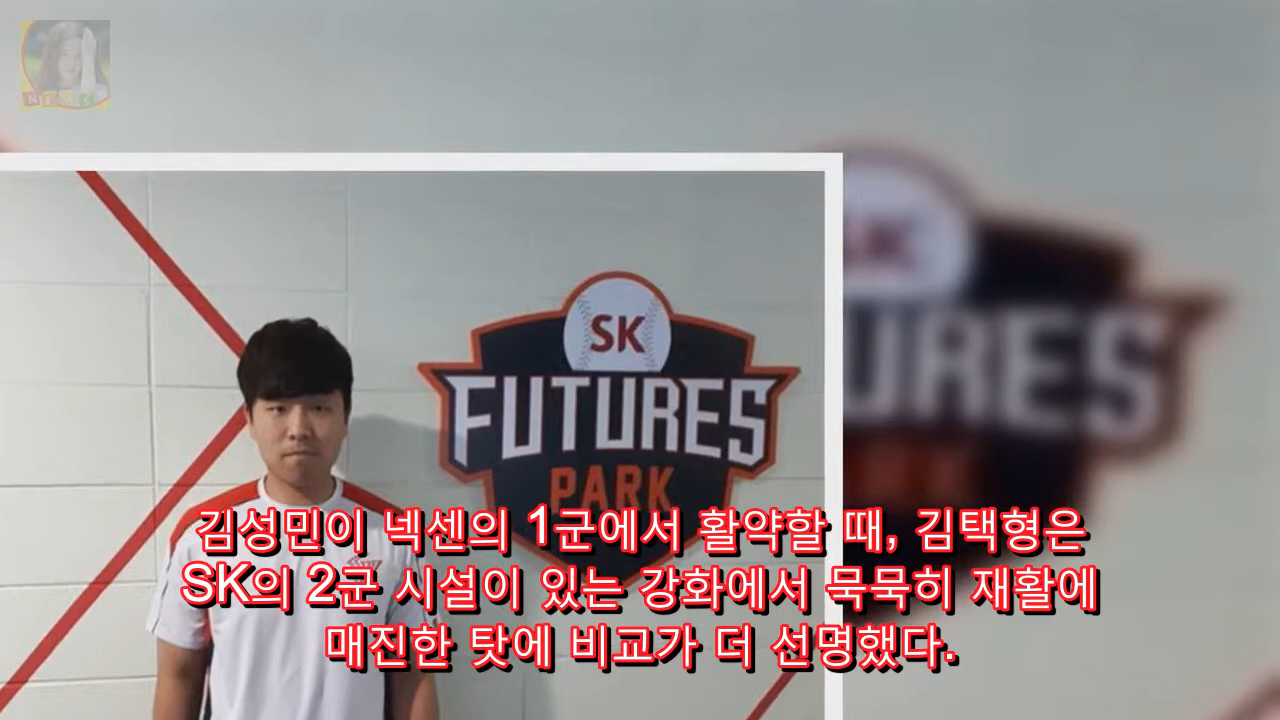 NEWS
SK
FUTURES
PARK
URES
김성민이 넥센의 1군에서 활약할 때, 김택형은
SK의 2군 시설이 있는 강화에서 묵묵히 재활에
매진한 탓에 비교가 더 선명했다.